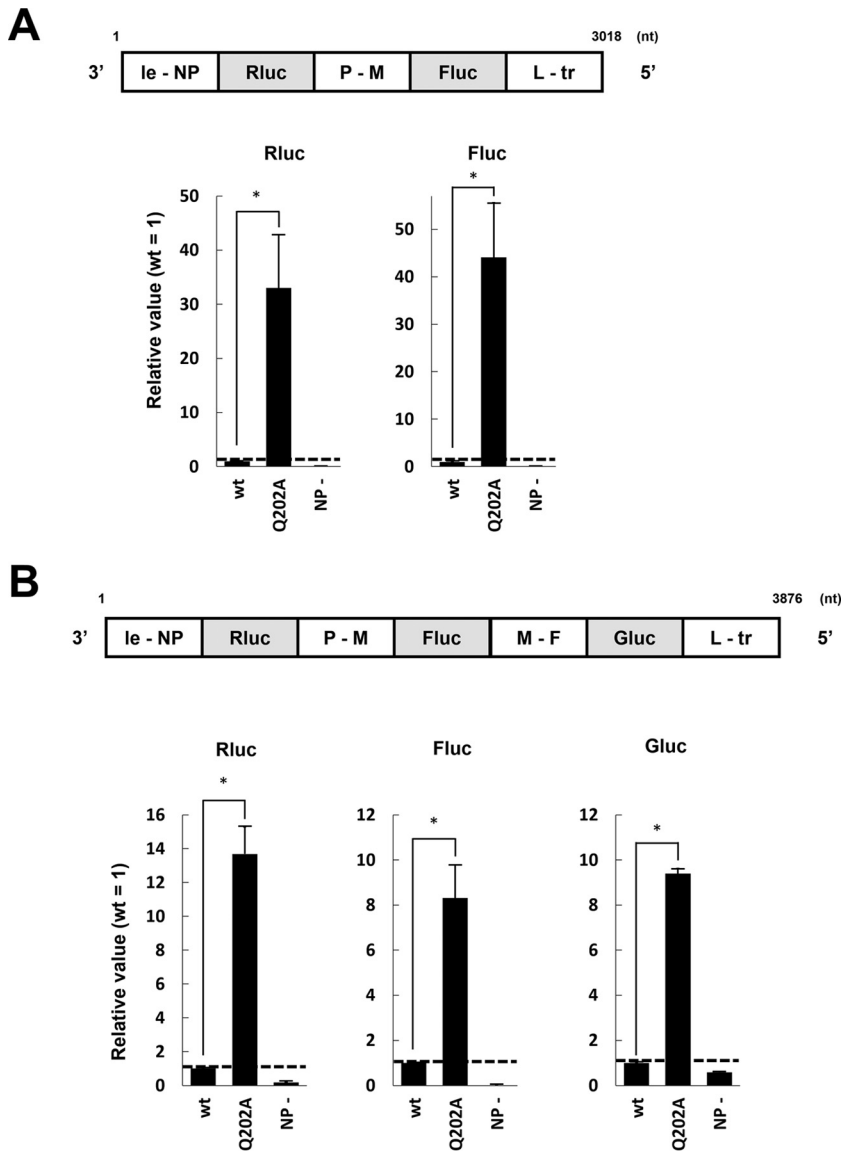 A
1 3018 (nt)
3’ le - NP Rluc P - M Fluc L - tr 5’
Rluc Fluc
* *
Relative value (wt = 1)
50
40
30
20
10
0
wt Q202A NP -
50
40
30
20
10
0
wt Q202A NP -
B
1 3876 (nt)
3’ le - NP Rluc P - M Fluc M - F Gluc L - tr 5’
Rluc Fluc Gluc
* * *
Relative value (wt = 1)
16
14
12
10
8
6
4
2
0
wt Q202A NP -
12
10
8
6
4
2
0
wt Q202A NP -
12
10
8
6
4
2
0
wt Q202A NP -